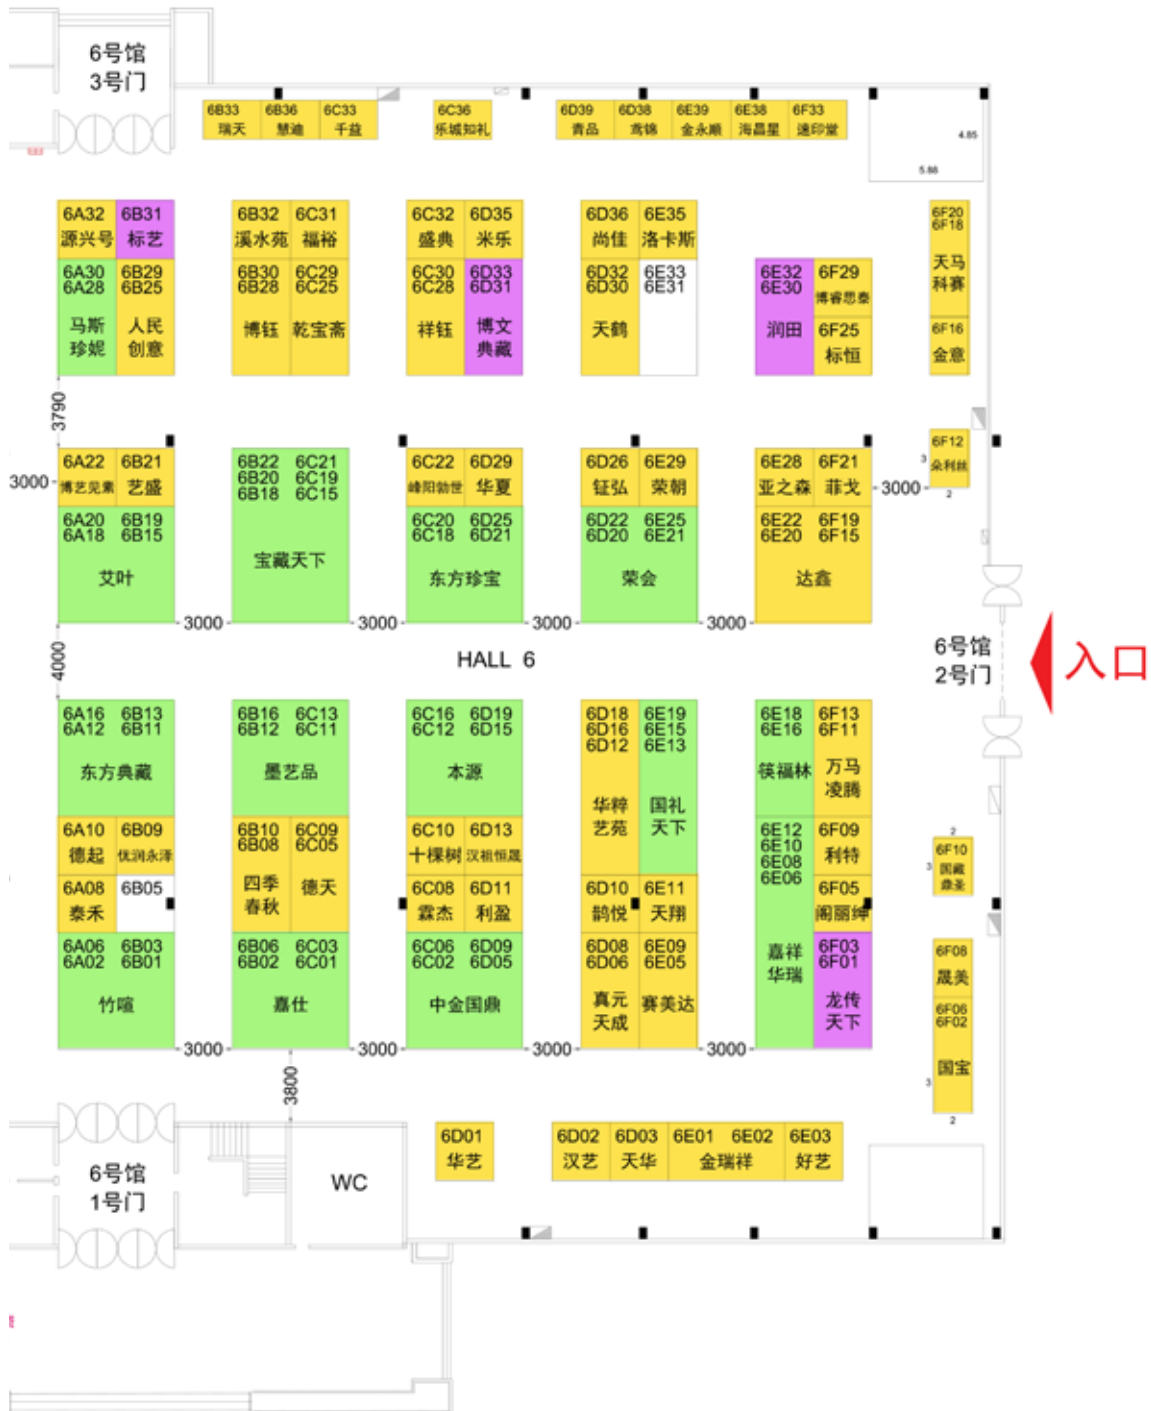 6号馆
3号门
6B33
瑞天
6B36
慧迪
6C33
千益
6C36
乐城知礼
6D39
青品
6D38
鸢锦
6E39
金永顺
6E38
海昌星
6F33
速印堂
4.85
5.88
6A32
源兴号
6B31
标艺
6B32
溪水苑
6C31
福裕
6C32
盛典
6D35
米乐
6D36
尚佳
6E35
洛卡斯
6F20
6F18
天马
科赛
6A30
6A28
马斯
珍妮
6B29
6B25
人民
创意
6B30
6B28
博钰
6C29
6C25
乾宝斋
6C30
6C28
祥钰
6D33
6D31
博文
典藏
6D32
6D30
天鹤
6E33
6E31
6E32
6E30
润田
6F29
博睿思泰
6F25
标恒
6F16
金意
3790
6F12
朵利丝
3
2
3000
6A22
博艺见素
6B21
艺盛
6B22
6B20
6B18
6C21
6C19
6C15
宝藏天下
6C22
峰阳勃世
6D29
华夏
6D26
钲弘
6E29
荣朝
6E28
亚之森
6F21
菲戈
3000
6A20
6A18
6B19
6B15
艾叶
6C20
6C18
6D25
6D21
东方珍宝
6D22
6D20
6E25
6E21
荣会
6E22
6E20
6F19
6F15
达鑫
3000
3000
3000
3000
4000
HALL 6
6号馆
2号门
入口
6A16
6A12
6B13
6B11
东方典藏
6B16
6B12
6C13
6C11
墨艺品
6C16
6C12
6D19
6D15
本源
6D18
6D16
6D12
华粹
艺苑
6E19
6E15
6E13
国礼
天下
6E18
6E16
筷福林
6F13
6F11
万马
凌腾
6A10
德起
6B09
优润永泽
6B10
6B08
四季
春秋
6C09
6C05
德天
6C10
十棵树
6D13
汉祖恒晟
6E12
6E10
6E08
6E06
嘉祥
华瑞
6F09
利特
2
3
6F10
国藏
鼎圣
6A08
泰禾
6B05
6C08
霖杰
6D11
利盈
6D10
鹊悦
6E11
天翔
6F05
阁丽绅
6A06
6A02
6B03
6B01
竹喧
6B06
6B02
6C03
6C01
嘉仕
6C06
6C02
6D09
6D05
中金国鼎
6D08
6D06
真元
天成
6E09
6E05
赛美达
6F03
6F01
龙传
天下
6F08
晟美
6F06
6F02
国宝
3
2
3000
3000
3000
3000
3800
6号馆
1号门
WC
6D01
华艺
6D02
汉艺
6D03
天华
6E01 6E02
金瑞祥
6E03
好艺